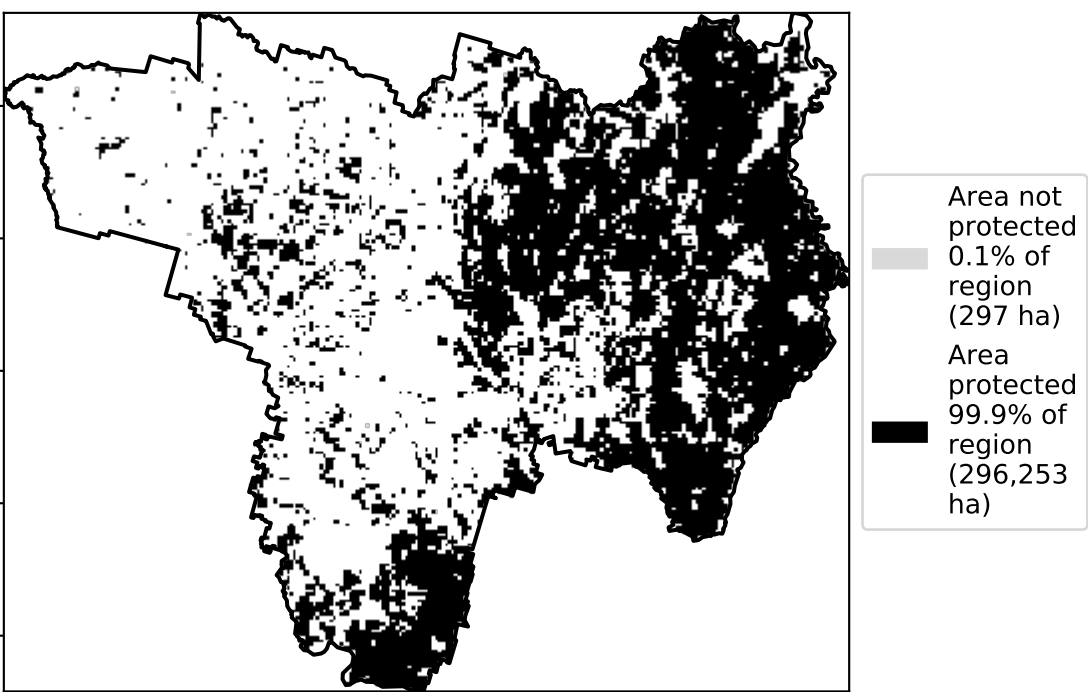 Area not
protected
0.1% of
region
(297 ha)
Area
protected
99.9% of
region
(296,253
ha)